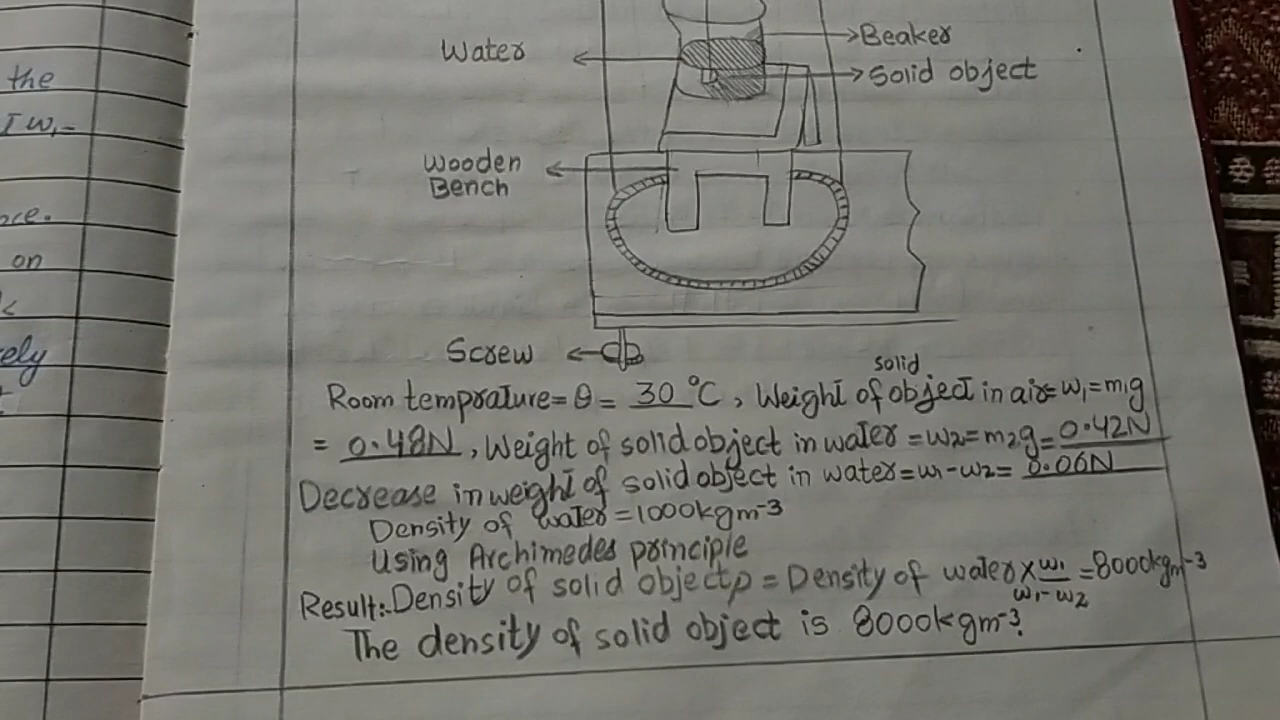 the
I w₁-
Water
Beaker
Solid object
Wooden
Bench
on
Screw
Room temprature = θ = 30 °C, Weight of solid object in air = w₁ = m₁g
= 0.48N, Weight of solid object in water = w₂ = m₂g = 0.42N
Decrease in weight of solid object in water = w₁ - w₂ = 0.06N
Density of water = 1000kgm⁻³
Using Archimedes principle
Result:- Density of solid object ρ = Density of water × w₁/w₁-w₂ = 8000kgm⁻³
The density of solid object is 8000kgm⁻³.